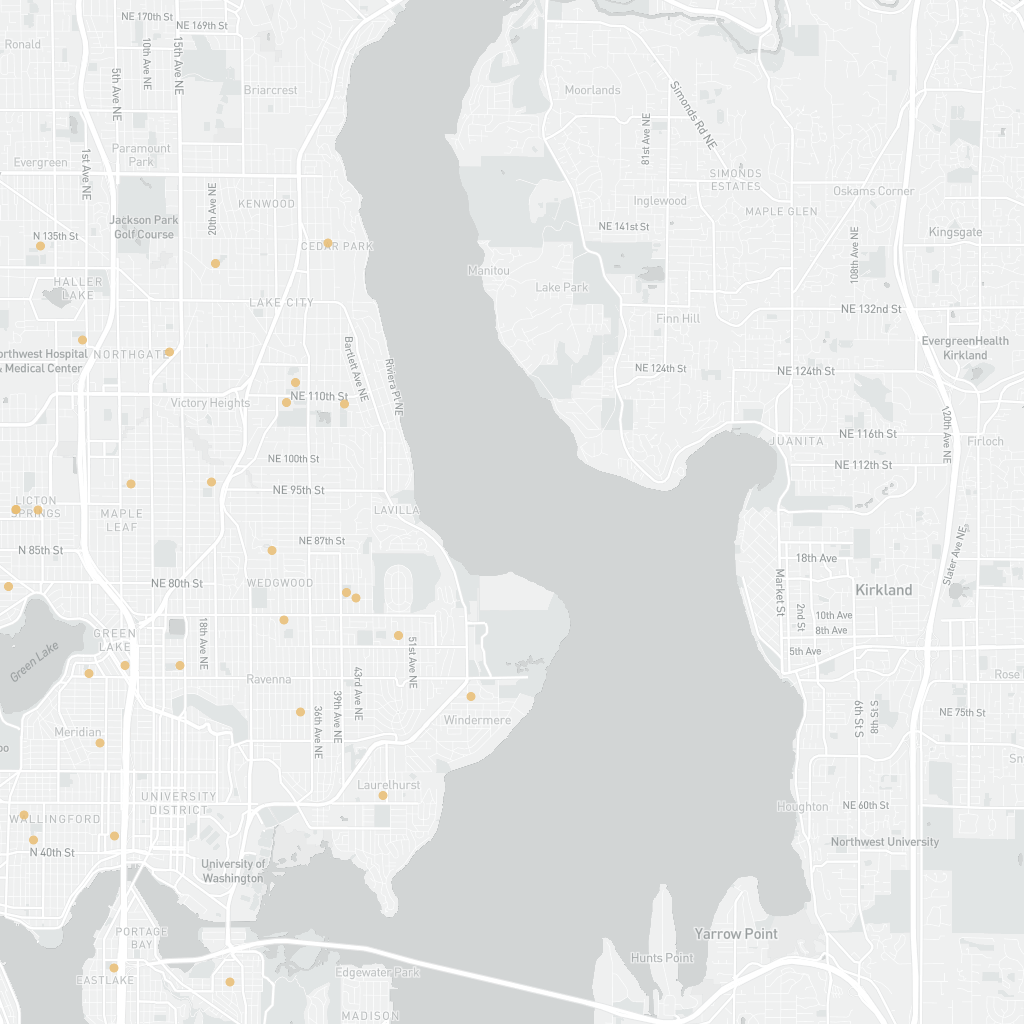 NE 170th St
NE 169th St
Ronald
10th Ave NE
15th Ave NE
5th Ave NE
Briarcrest
Moorlands
Simonds Rd NE
81st Ave NE
Evergreen
1st Ave NE
Paramount
Park
SIMONDS
ESTATES
Oskams Corner
20th Ave NE
KENWOOD
Inglewood
MAPLE GLEN
Jackson Park
Golf Course
N 135th St
CEDAR PARK
NE 141st St
108th Ave NE
Kingsgate
Manitou
HALLER
LAKE
LAKE CITY
Lake Park
Finn Hill
NE 132nd St
Bartlett Ave NE
Riviera Pl NE
orthwest Hospital
& Medical Center
NORTHGATE
EvergreenHealth
Kirkland
NE 124th St
NE 124th St
Victory Heights
NE 110th St
120th Ave NE
NE 116th St
JUANITA
Firloch
NE 100th St
NE 112th St
NE 95th St
LICTON
SPRINGS
MAPLE
LEAF
LAVILLA
N 85th St
NE 87th St
18th Ave
Slater Ave NE
NE 80th St
WEDGWOOD
Market St
Kirkland
2nd St
10th Ave
8th Ave
GREEN
LAKE
18th Ave NE
Green Lake
51st Ave NE
5th Ave
Ravenna
43rd Ave NE
39th Ave NE
36th Ave NE
Rose
6th St S
8th St S
NE 75th St
Windermere
Meridian
oo
Sn
Laurelhurst
UNIVERSITY
DISTRICT
Houghton
NE 60th St
WALLINGFORD
N 40th St
Northwest University
University of
Washington
PORTAGE
BAY
Yarrow Point
Hunts Point
EASTLAKE
Edgewater Park
MADISON